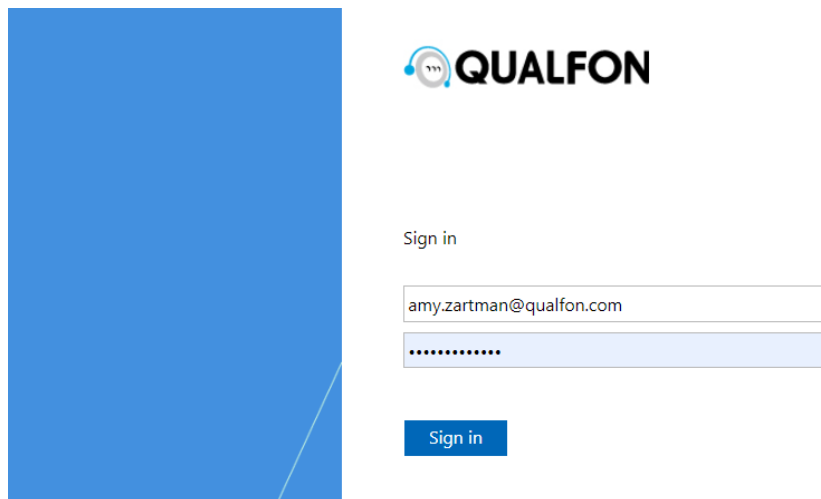 QUALFON
Sign in
amy.zartman@qualfon.com
•••••••••••••
Sign in